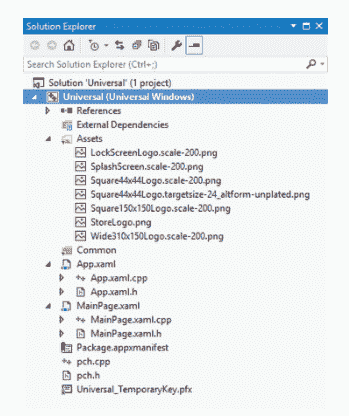 Solution Explorer
Search Solution Explorer (Ctrl+;)
Solution 'Universal' (1 project)
Universal (Universal Windows)
References
External Dependencies
Assets
LockScreenLogo.scale-200.png
SplashScreen.scale-200.png
Square44x44Logo.scale-200.png
Square44x44Logo.targetsize-24_altform-unplated.png
Square150x150Logo.scale-200.png
StoreLogo.png
Wide310x150Logo.scale-200.png
Common
App.xaml
App.xaml.cpp
App.xaml.h
MainPage.xaml
MainPage.xaml.cpp
MainPage.xaml.h
Package.appxmanifest
pch.cpp
pch.h
Universal_TemporaryKey.pfx